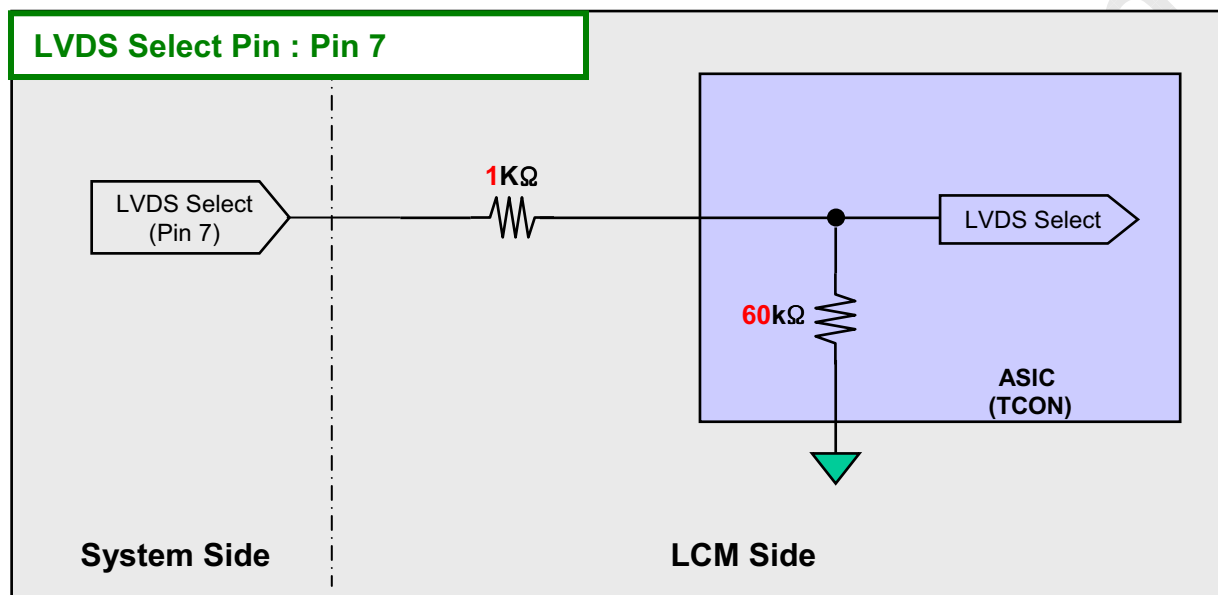 LVDS Select Pin : Pin 7
1KΩ
LVDS Select
(Pin 7)
LVDS Select
60kΩ
ASIC
(TCON)
System Side
LCM Side